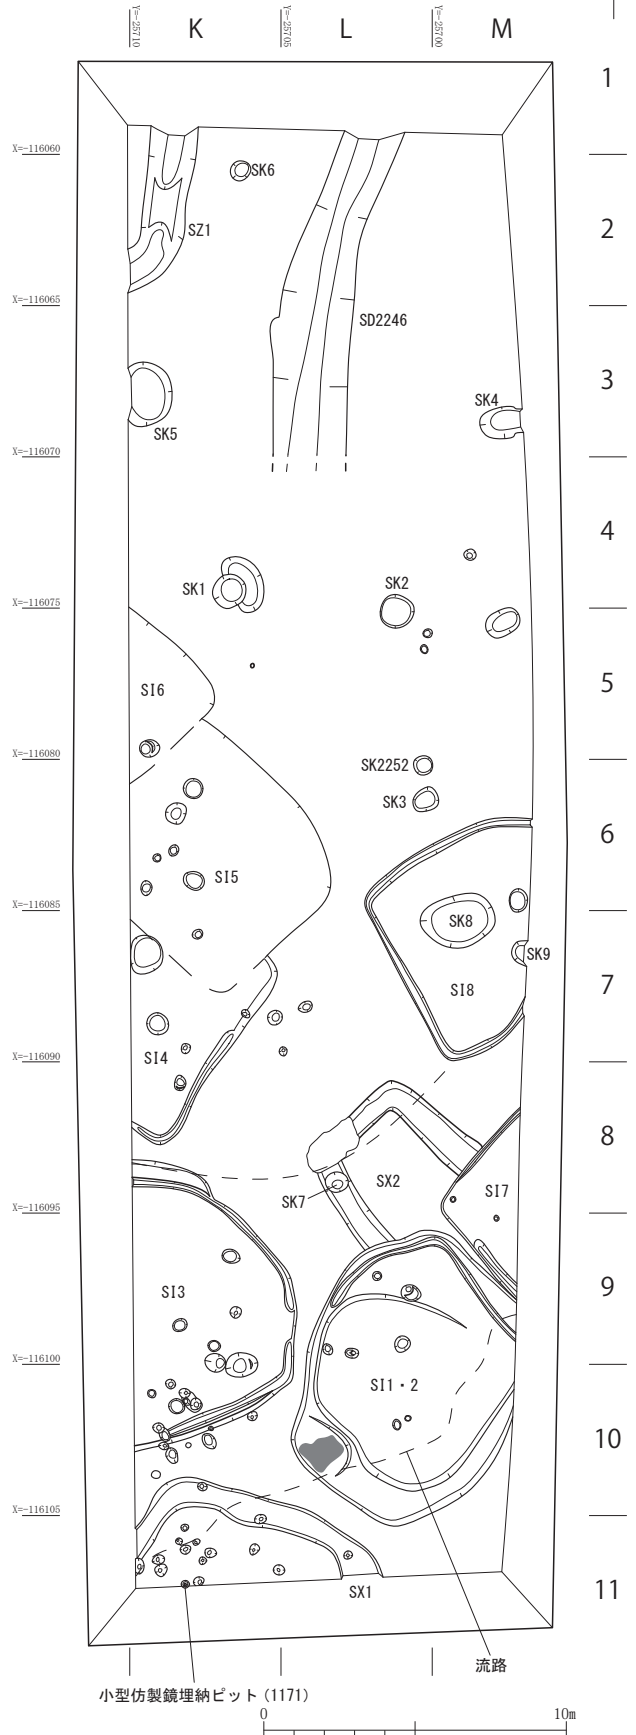 Y=-25710
K
Y=-25705
L
Y=-25700
M
1
X=-116060
SK6
SZ1
2
X=-116065
SD2246
3
SK4
SK5
X=-116070
4
SK1
SK2
X=-116075
5
SI6
X=-116080
SK2252
SK3
6
SI5
X=-116085
SK8
SK9
7
SI8
SI4
X=-116090
8
SX2
SI7
SK7
X=-116095
9
SI3
X=-116100
SI1・2
10
X=-116105
SX1
11
流路
小型仿製鏡埋納ピット (1171)
0
10m